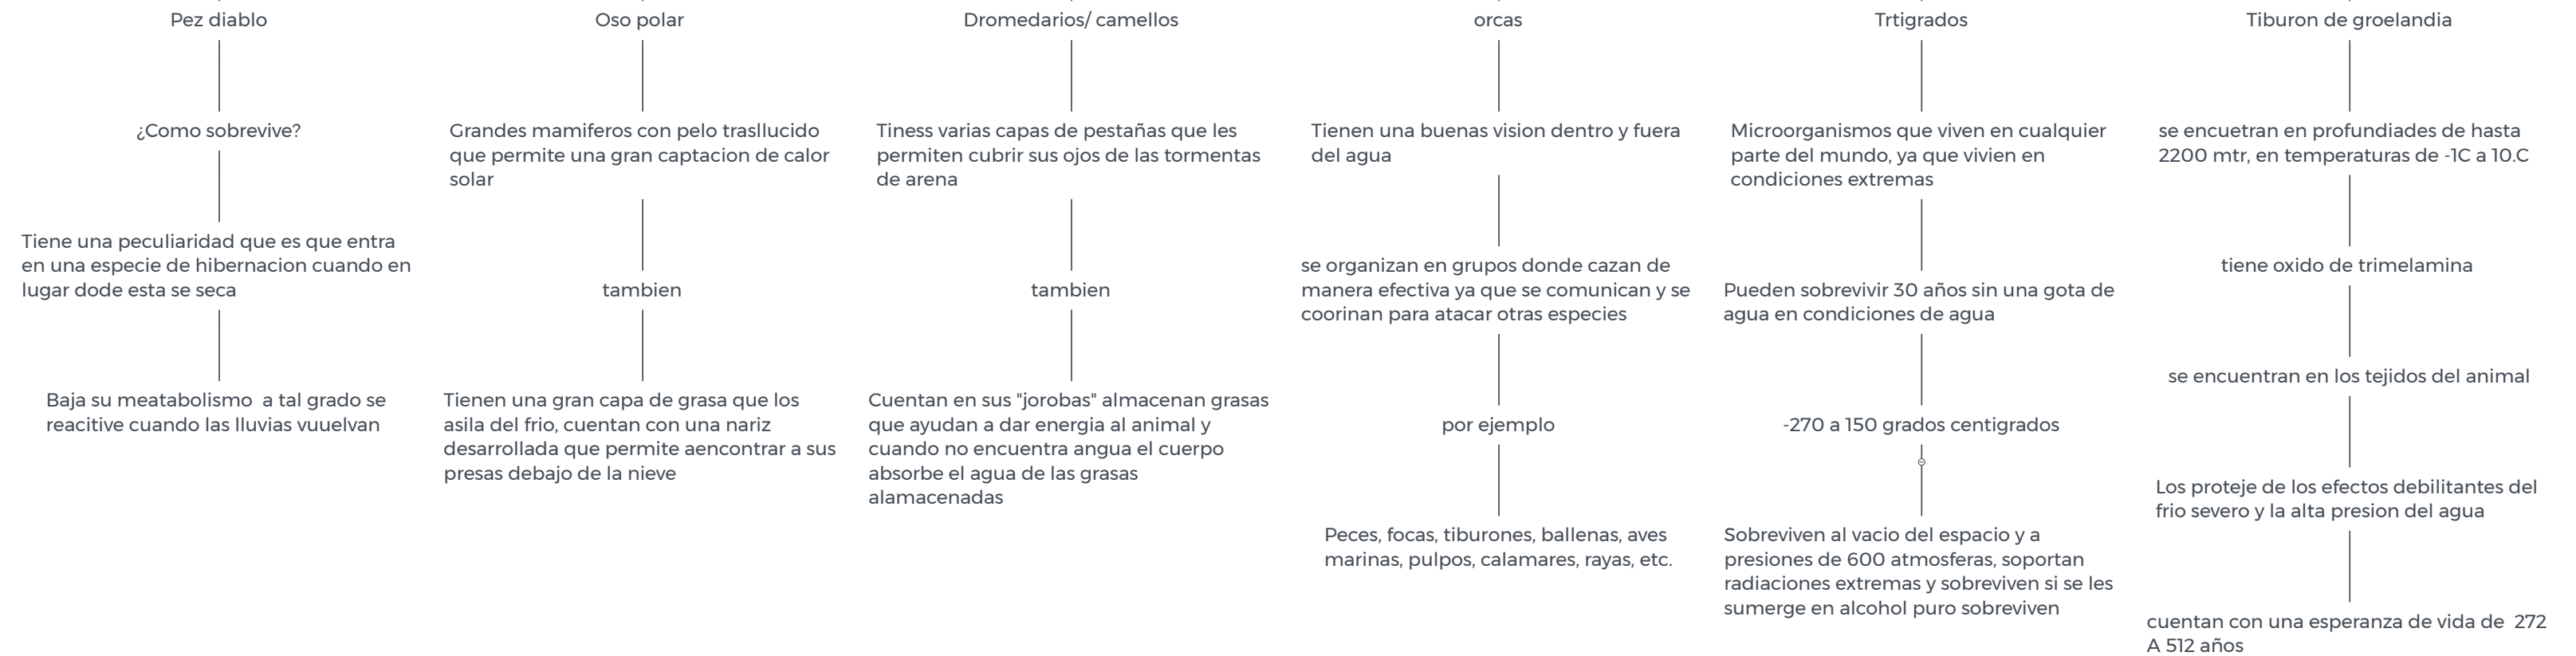 Pez diablo
¿Como sobrevive?
Tiene una peculiaridad que es que entra
en una especie de hibernacion cuando en
lugar dode esta se seca
Baja su meatabolismo  a tal grado se
reacitive cuando las lluvias vuuelvan
Oso polar
Grandes mamiferos con pelo trasllucido
que permite una gran captacion de calor
solar
tambien
Tienen una gran capa de grasa que los
asila del frio, cuentan con una nariz
desarrollada que permite aencontrar a sus
presas debajo de la nieve
Dromedarios/ camellos
Tiness varias capas de pestañas que les
permiten cubrir sus ojos de las tormentas
de arena
tambien
Cuentan en sus "jorobas" almacenan grasas
que ayudan a dar energia al animal y
cuando no encuentra angua el cuerpo
absorbe el agua de las grasas
alamacenadas
orcas
Tienen una buenas vision dentro y fuera
del agua
se organizan en grupos donde cazan de
manera efectiva ya que se comunican y se
coorinan para atacar otras especies
por ejemplo
Peces, focas, tiburones, ballenas, aves
marinas, pulpos, calamares, rayas, etc.
Trtigrados
Microorganismos que viven en cualquier
parte del mundo, ya que vivien en
condiciones extremas
Pueden sobrevivir 30 años sin una gota de
agua en condiciones de agua
-270 a 150 grados centigrados
Sobreviven al vacio del espacio y a
presiones de 600 atmosferas, soportan
radiaciones extremas y sobreviven si se les
sumerge en alcohol puro sobreviven
Tiburon de groelandia
se encuetran en profundiades de hasta
2200 mtr, en temperaturas de -1C a 10.C
tiene oxido de trimelamina
se encuentran en los tejidos del animal
Los proteje de los efectos debilitantes del
frio severo y la alta presion del agua
cuentan con una esperanza de vida de  272
A 512 años